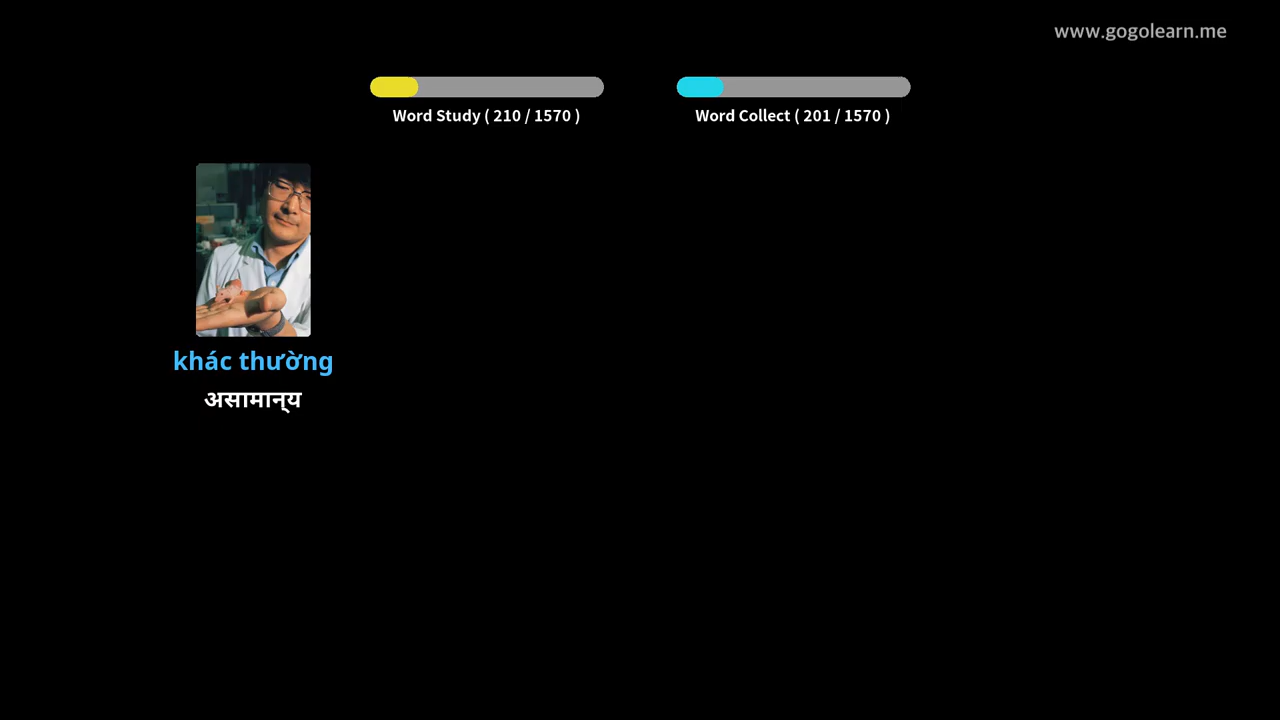 www.gogolearn.me
Word Study ( 210 / 1570 )
Word Collect ( 201 / 1570 )
khác thường
असामान्य